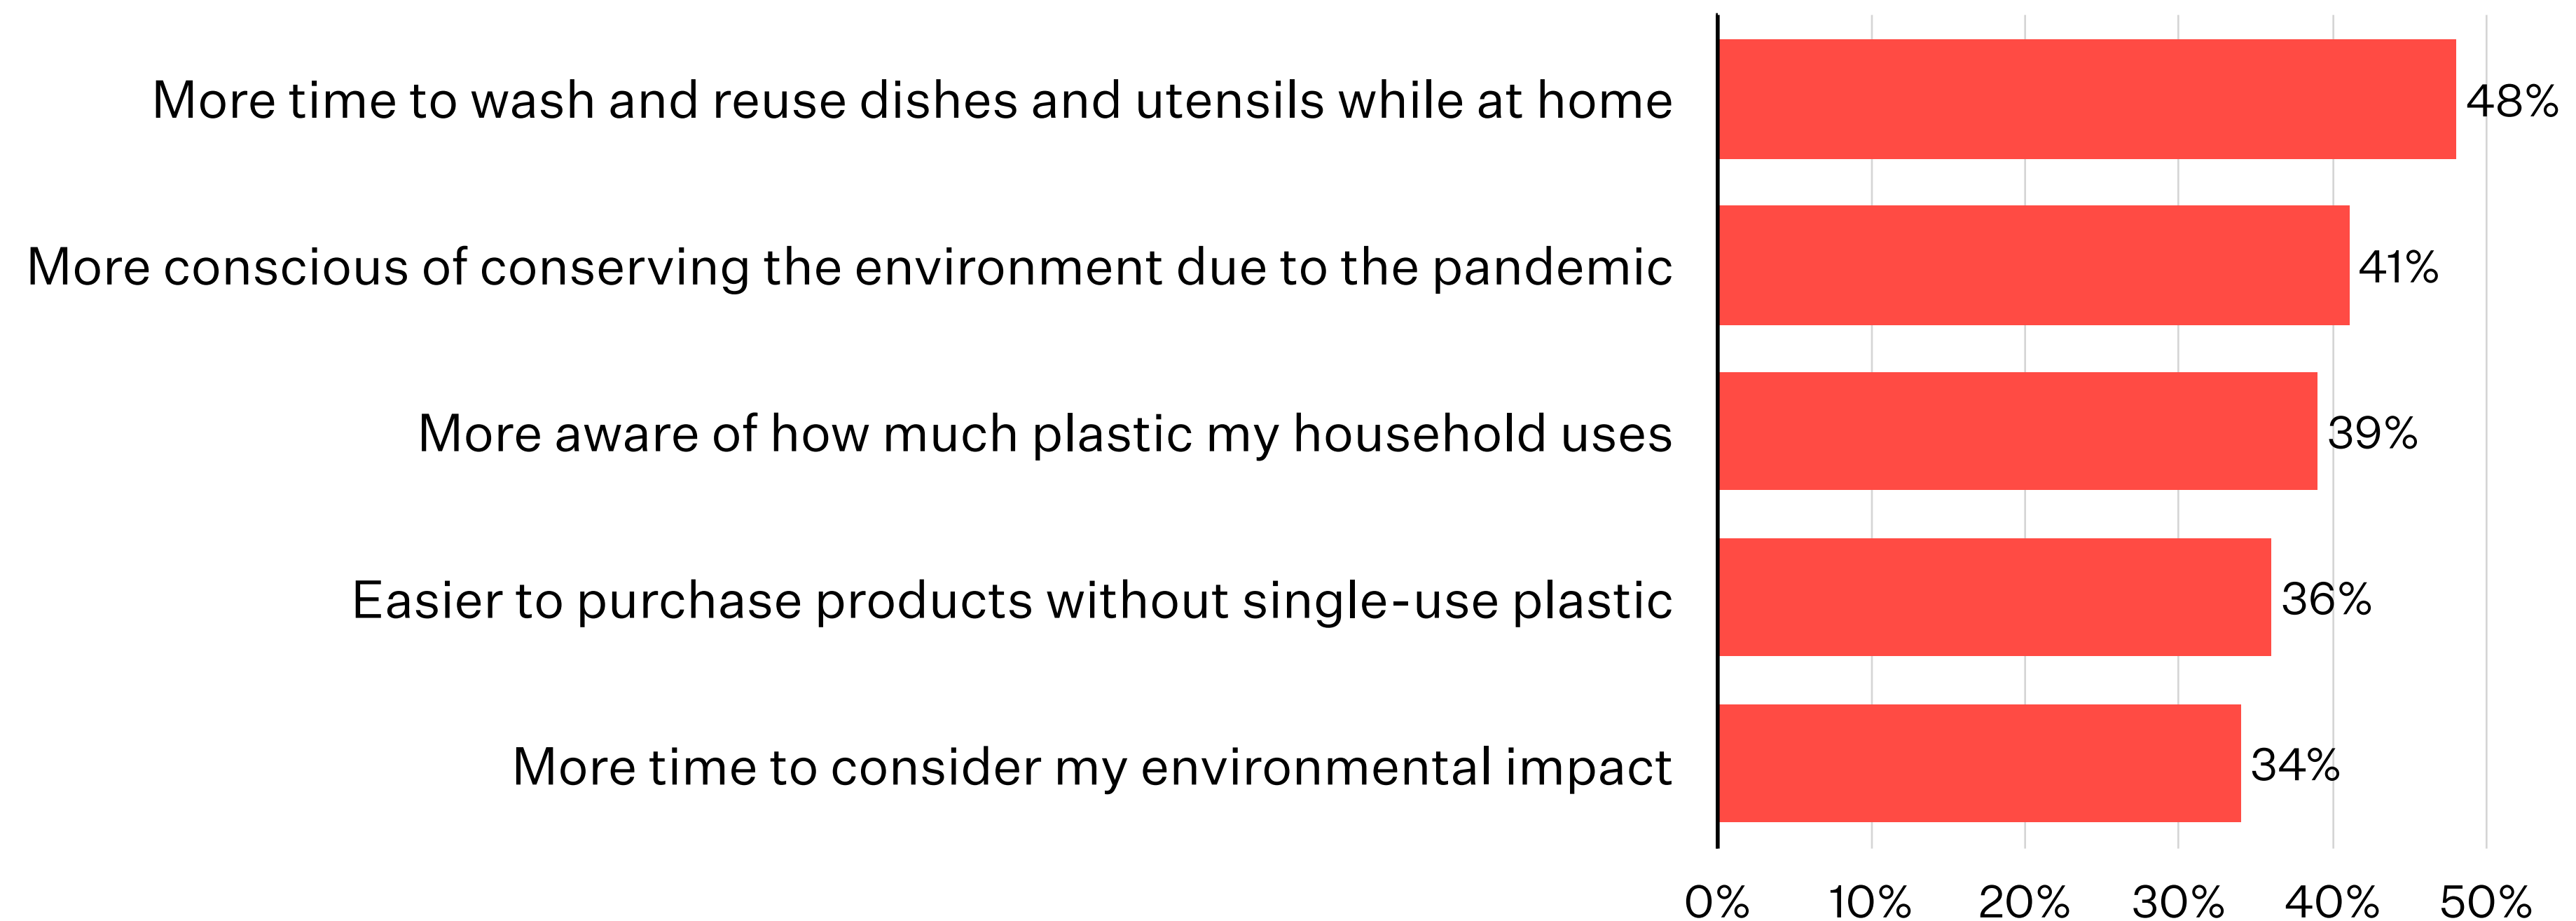 More time to wash and reuse dishes and utensils while at home 48%
More conscious of conserving the environment due to the pandemic 41%
More aware of how much plastic my household uses 39%
Easier to purchase products without single-use plastic 36%
More time to consider my environmental impact 34%
0% 10% 20% 30% 40% 50%